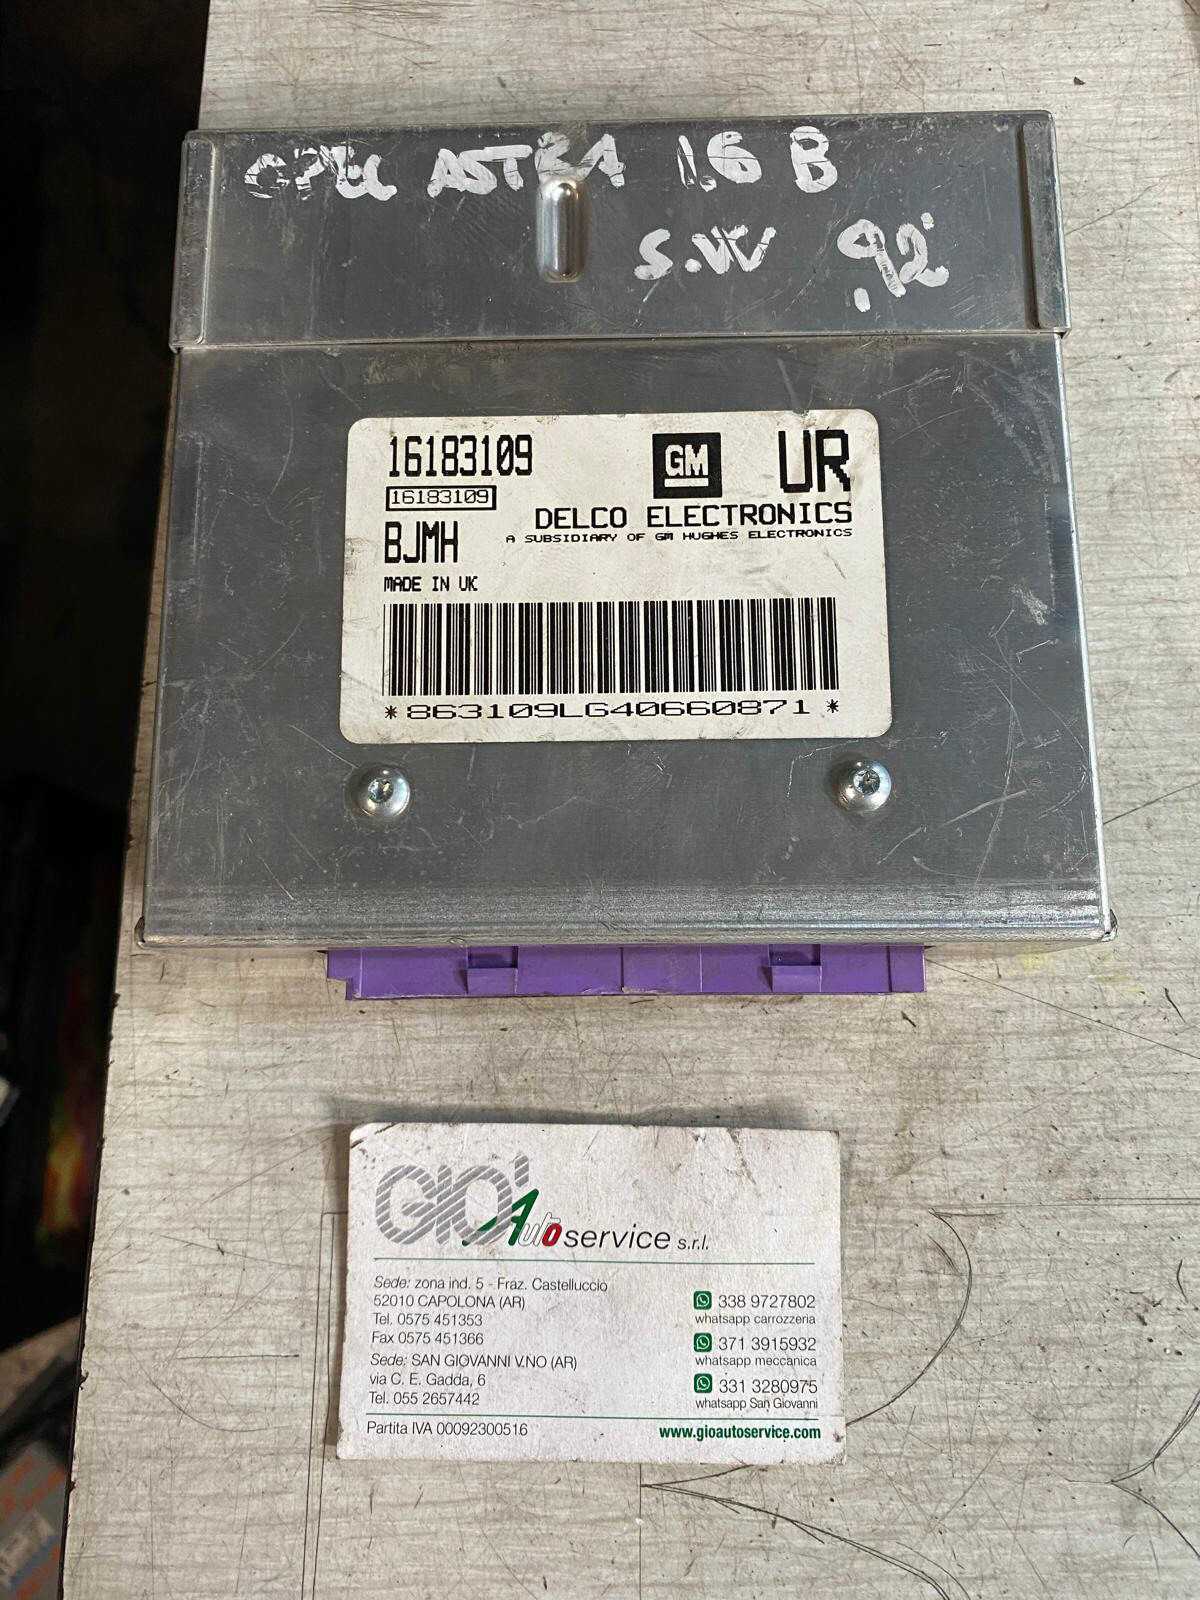 OPEL ASTRA 1.6 B
S.W .92'
16183109
GM
UR
16183109
DELCO ELECTRONICS
A SUBSIDIARY OF GM HUGHES ELECTRONICS
BJMH
MADE IN UK
*863109LG40660871*
GIO' Auto service s.r.l.
Sede: zona ind. 5 - Fraz. Castelluccio
52010 CAPOLONA (AR)
Tel. 0575 451353
Fax 0575 451366
Sede: SAN GIOVANNI V.NO (AR)
via C. E. Gadda, 6
Tel. 055 2657442
338 9727802
whatsapp carrozzeria
371 3915932
whatsapp meccanica
331 3280975
whatsapp San Giovanni
Partita IVA 00092300516
www.gioautoservice.com